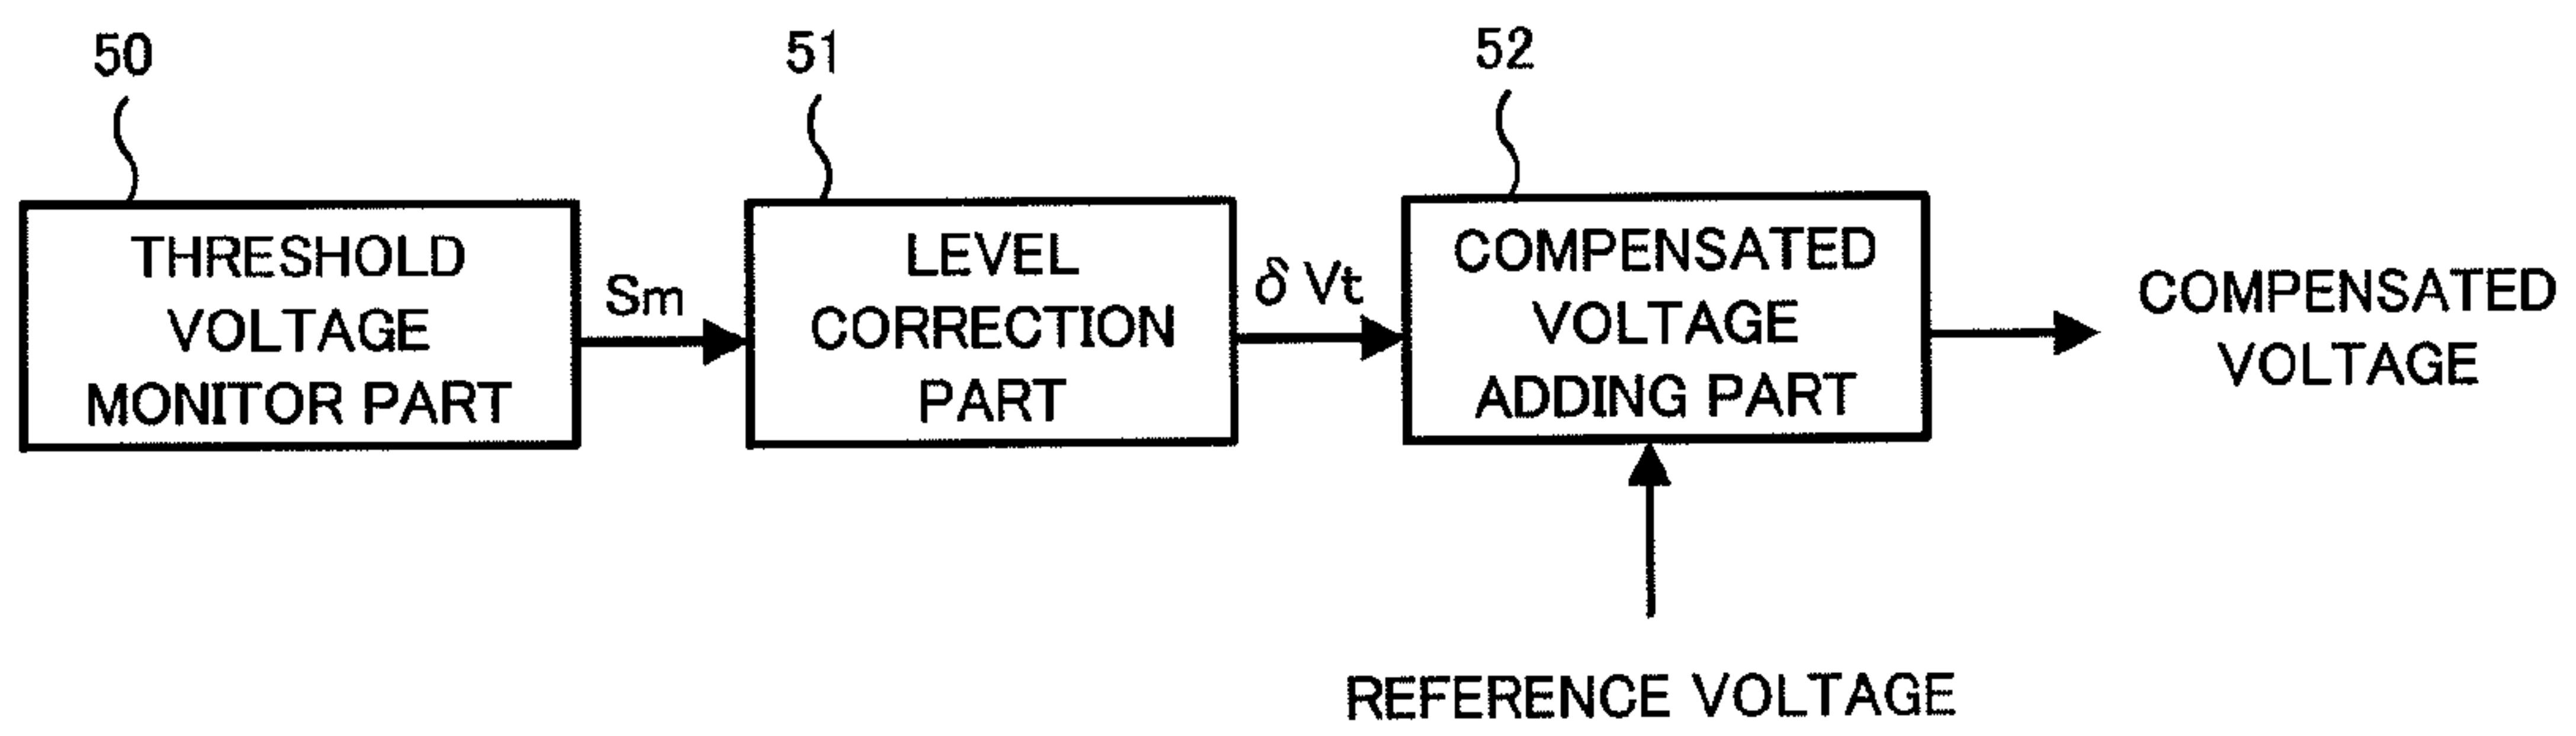 50
51
52
THRESHOLD
VOLTAGE
MONITOR PART
Sm
LEVEL
CORRECTION
PART
δVt
COMPENSATED
VOLTAGE
ADDING PART
COMPENSATED
VOLTAGE
REFERENCE VOLTAGE